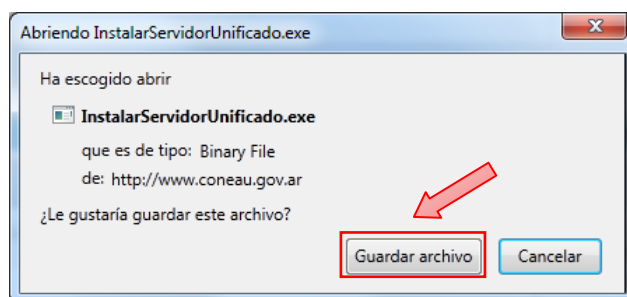 Abriendo InstalarServidorUnificado.exe
Ha escogido abrir
InstalarServidorUnificado.exe
que es de tipo: Binary File
de: http://www.coneau.gov.ar
¿Le gustaría guardar este archivo?
Guardar archivo Cancelar